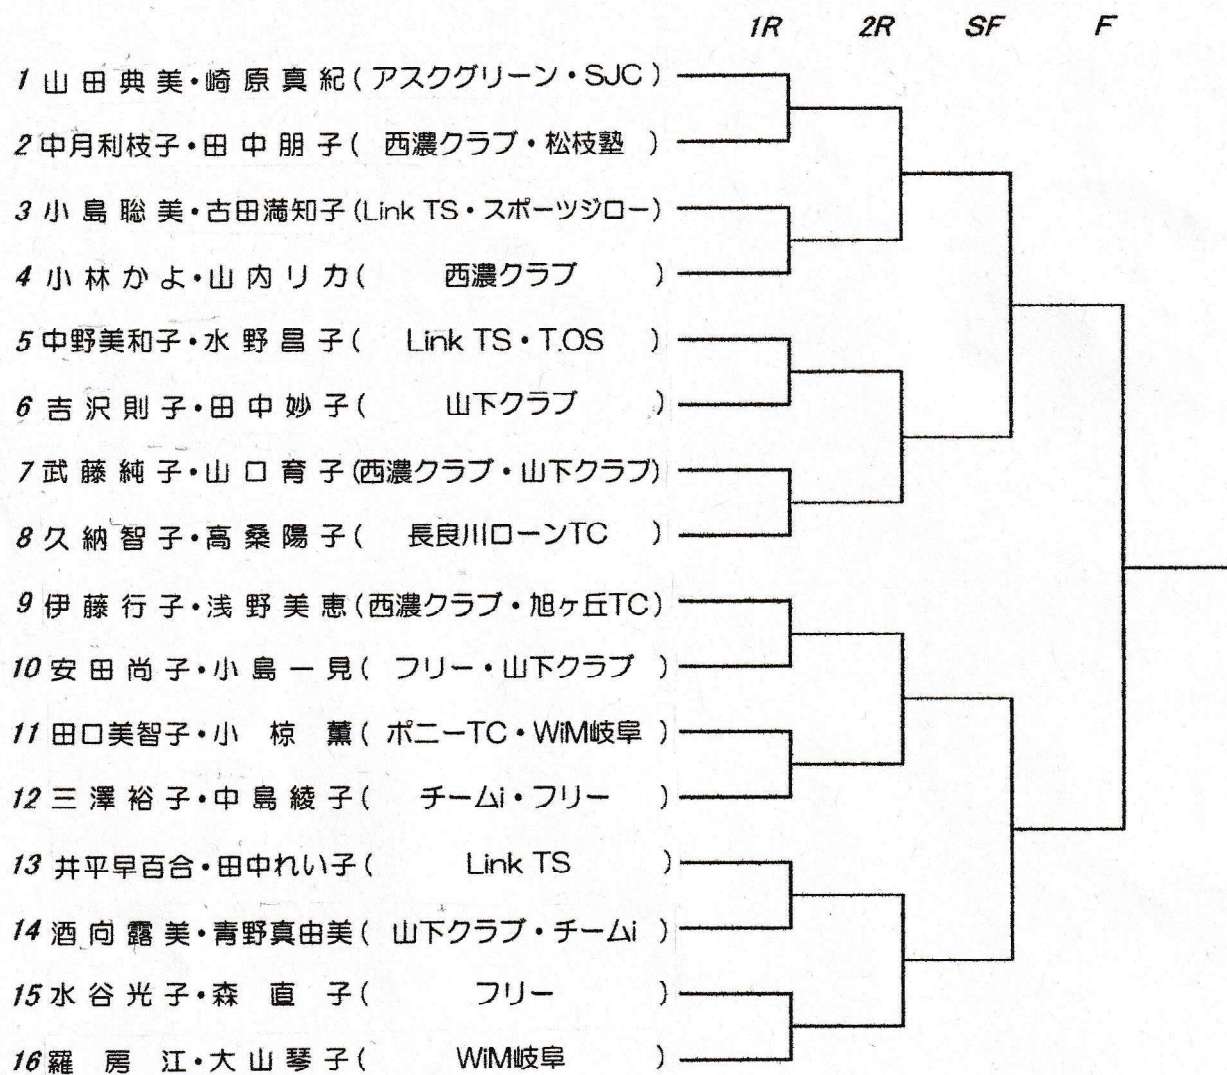 1R 2R SF F
1 山田典美・崎原真紀(アスクグリーン・SJC)
2 中月利枝子・田中朋子(西濃クラブ・松枝塾)
3 小島聡美・古田満知子(Link TS・スポーツジロー)
4 小林かよ・山内リカ(西濃クラブ)
5 中野美和子・水野昌子(Link TS・T.OS)
6 吉沢則子・田中妙子(山下クラブ)
7 武藤純子・山口育子(西濃クラブ・山下クラブ)
8 久納智子・高桑陽子(長良川ローンTC)
9 伊藤行子・浅野美恵(西濃クラブ・旭ヶ丘TC)
10 安田尚子・小島一見(フリー・山下クラブ)
11 田口美智子・小椋薫(ポニーTC・WiM岐阜)
12 三澤裕子・中島綾子(チームi・フリー)
13 井平早百合・田中れい子(Link TS)
14 酒向露美・青野真由美(山下クラブ・チームi)
15 水谷光子・森直子(フリー)
16 羅房江・大山琴子(WiM岐阜)